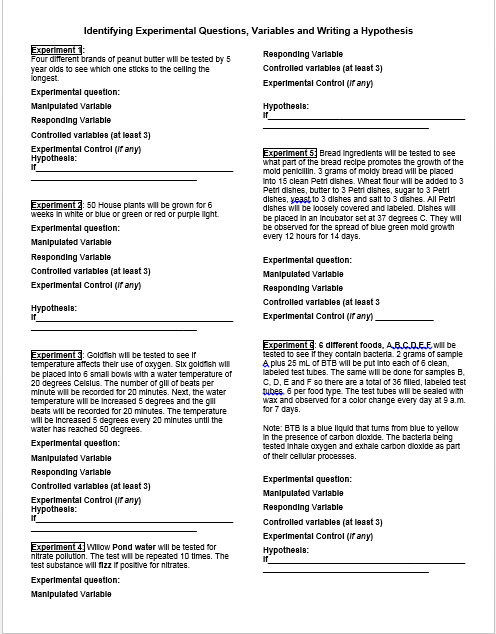 Identifying Experimental Questions, Variables and Writing a Hypothesis
Experiment 1:
Four different brands of peanut butter will be tested by 5
year olds to see which one sticks to the ceiling the
longest.
Experimental question:
Manipulated Variable
Responding Variable
Controlled variables (at least 3)
Experimental Control (if any)
Hypothesis:
If
Experiment 2: 50 House plants will be grown for 6
weeks in white or blue or green or red or purple light.
Experimental question:
Manipulated Variable
Responding Variable
Controlled variables (at least 3)
Experimental Control (if any)
Hypothesis:
If
Experiment 3: Goldfish will be tested to see if
temperature affects their use of oxygen. Six goldfish will
be placed into 6 small bowls with a water temperature of
20 degrees Celsius. The number of gill of beats per
minute will be recorded for 20 minutes. Next, the water
temperature will be increased 5 degrees and the gill
beats will be recorded for 20 minutes. The temperature
will be increased 5 degrees every 20 minutes until the
water has reached 50 degrees.
Experimental question:
Manipulated Variable
Responding Variable
Controlled variables (at least 3)
Experimental Control (if any)
Hypothesis:
If
Experiment 4: Willow Pond water will be tested for
nitrate pollution. The test will be repeated 10 times. The
test substance will fizz if positive for nitrates.
Experimental question:
Manipulated Variable
Responding Variable
Controlled variables (at least 3)
Experimental Control (if any)
Hypothesis:
If
Experiment 5: Bread ingredients will be tested to see
what part of the bread recipe promotes the growth of the
mold penicillin. 3 grams of moldy bread will be placed
into 15 clean Petri dishes. Wheat flour will be added to 3
Petri dishes, butter to 3 Petri dishes, sugar to 3 Petri
dishes, yeast to 3 dishes and salt to 3 dishes. All Petri
dishes will be loosely covered and labeled. Dishes will
be placed in an incubator set at 37 degrees C. They will
be observed for the spread of blue green mold growth
every 12 hours for 14 days.
Experimental question:
Manipulated Variable
Responding Variable
Controlled variables (at least 3
Experimental Control (if any)
Experiment 6: 6 different foods, A,B,C,D,E,F will be
tested to see if they contain bacteria. 2 grams of sample
A plus 25 mL of BTB will be put into each of 6 clean,
labeled test tubes. The same will be done for samples B,
C, D, E and F so there are a total of 36 filled, labeled test
tubes, 6 per food type. The test tubes will be sealed with
wax and observed for a color change every day at 9 a.m.
for 7 days.
Note: BTB is a blue liquid that turns from blue to yellow
in the presence of carbon dioxide. The bacteria being
tested inhale oxygen and exhale carbon dioxide as part
of their cellular processes.
Experimental question:
Manipulated Variable
Responding Variable
Controlled variables (at least 3)
Experimental Control (if any)
Hypothesis:
If